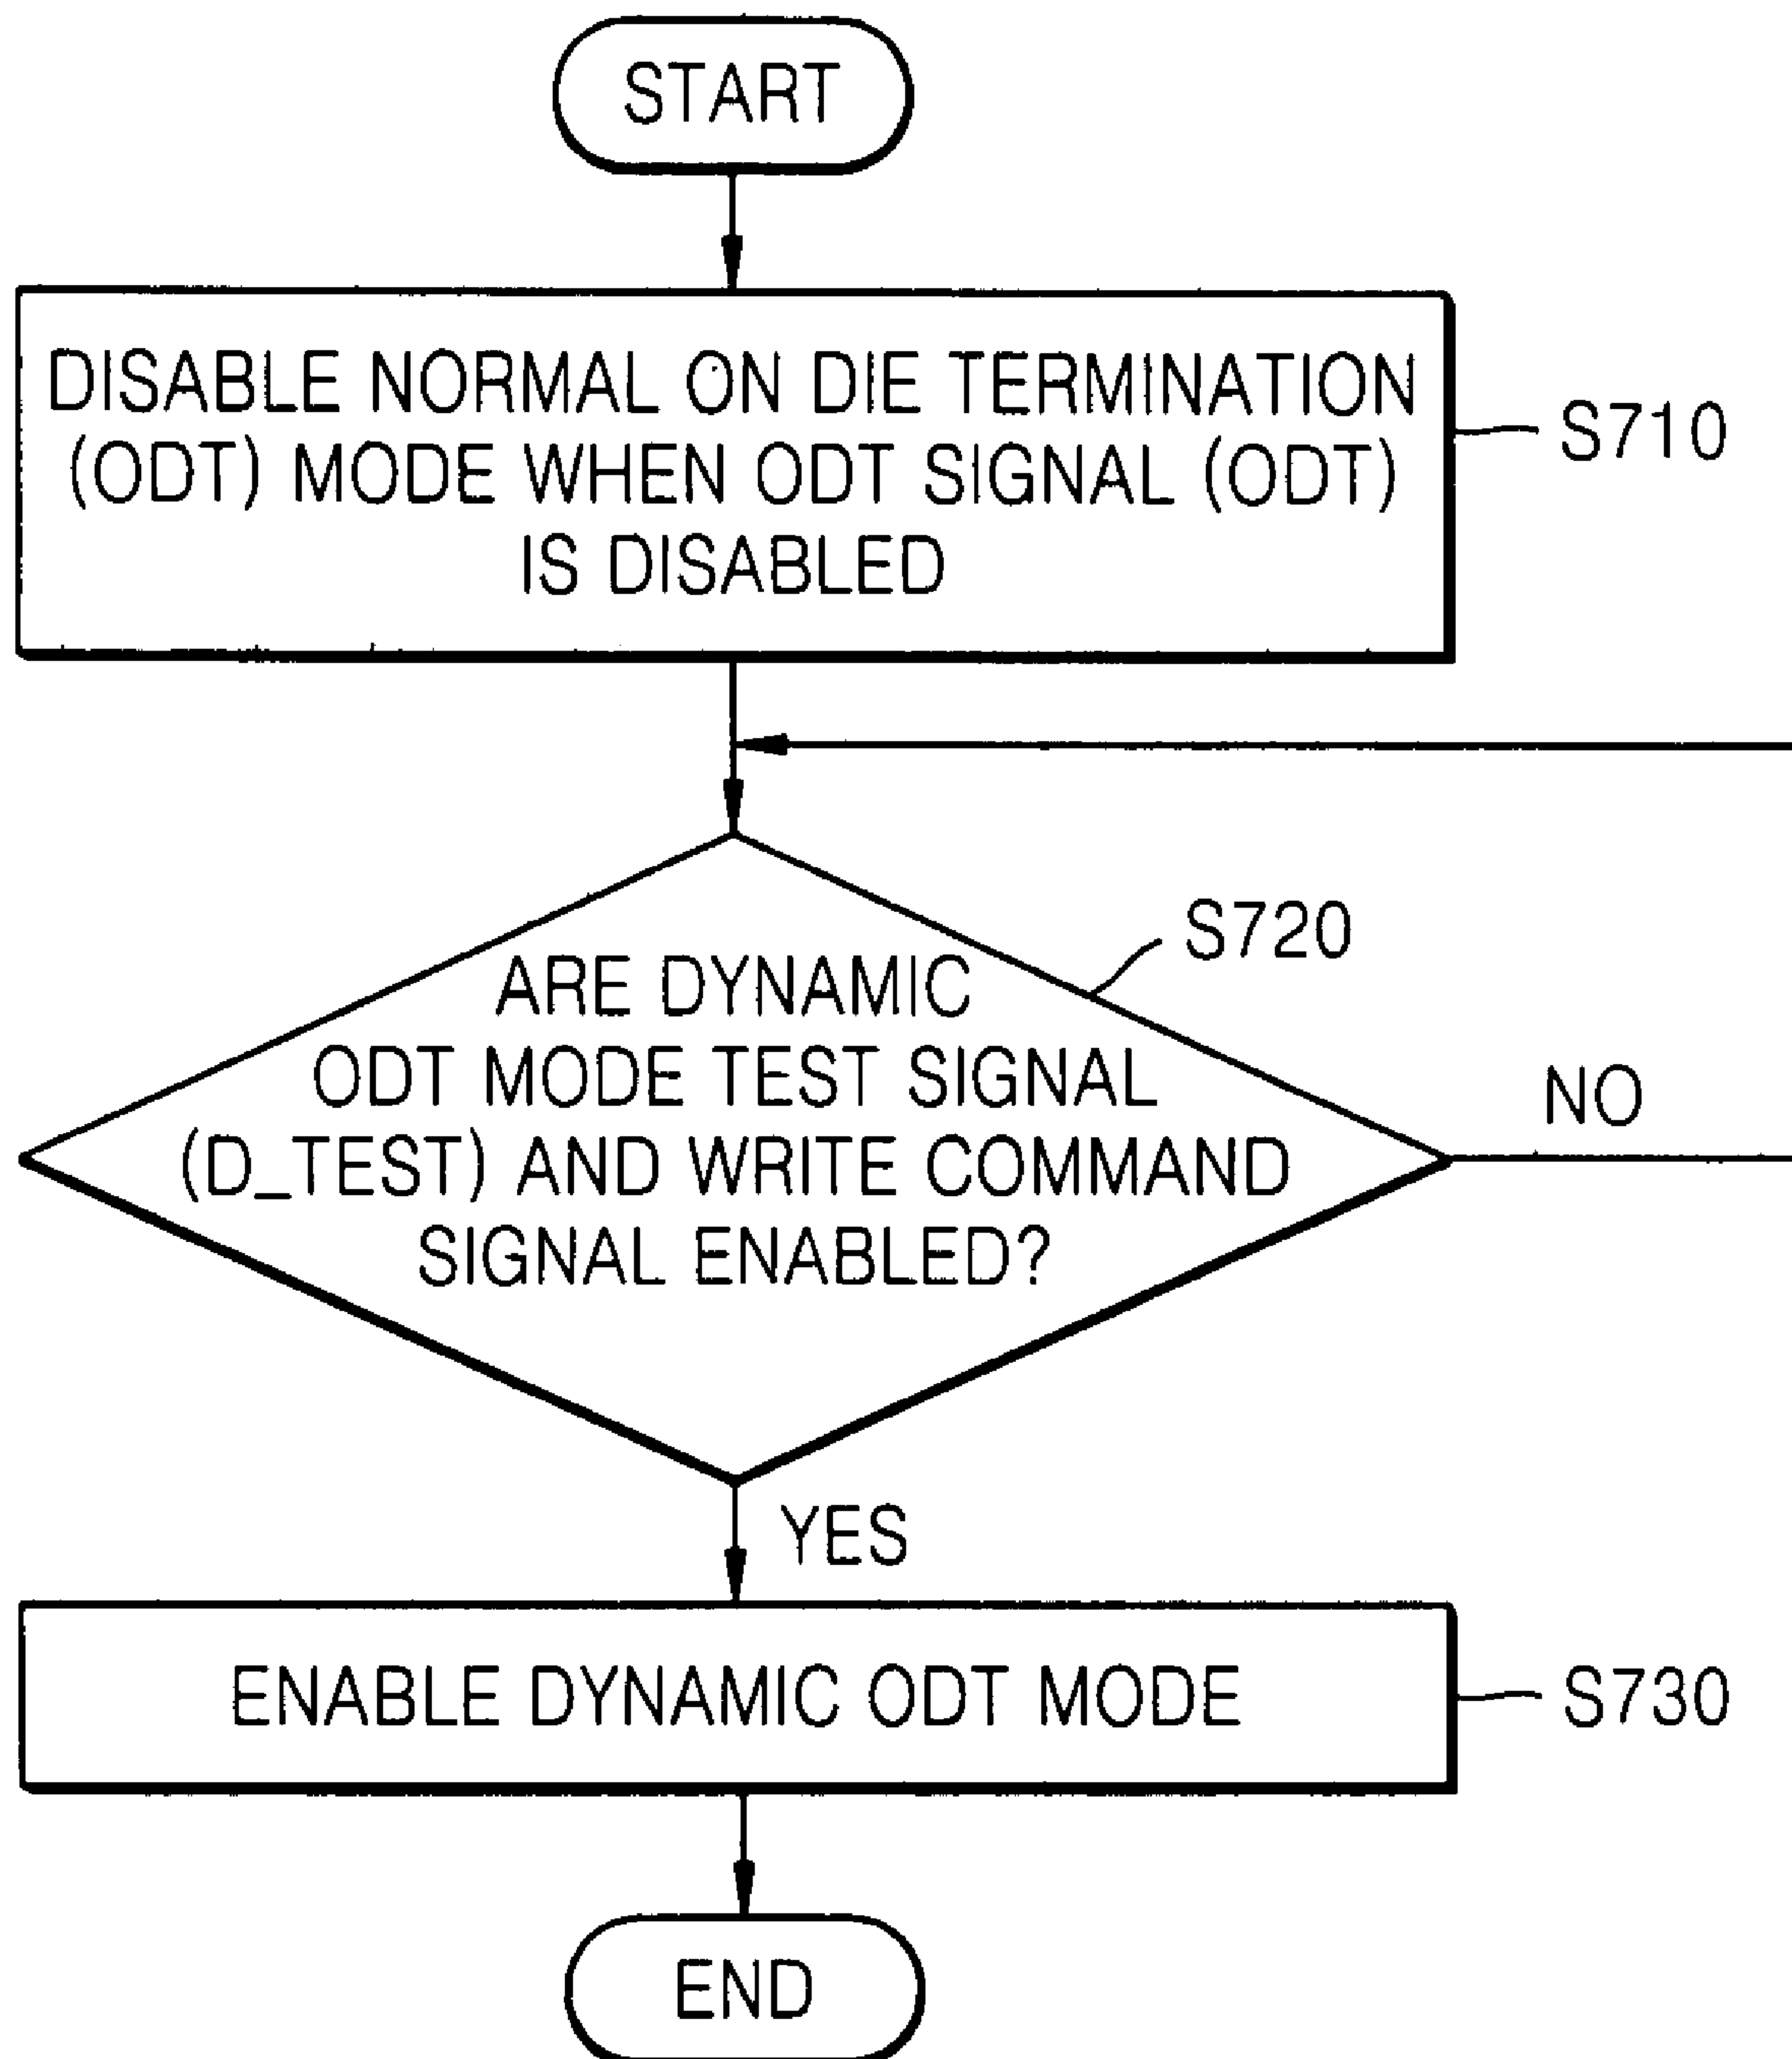 START
DISABLE NORMAL ON DIE TERMINATION
(ODT) MODE WHEN ODT SIGNAL (ODT)
IS DISABLED
S710
S720
ARE DYNAMIC
ODT MODE TEST SIGNAL
(D_TEST) AND WRITE COMMAND
SIGNAL ENABLED?
NO
YES
ENABLE DYNAMIC ODT MODE
S730
END